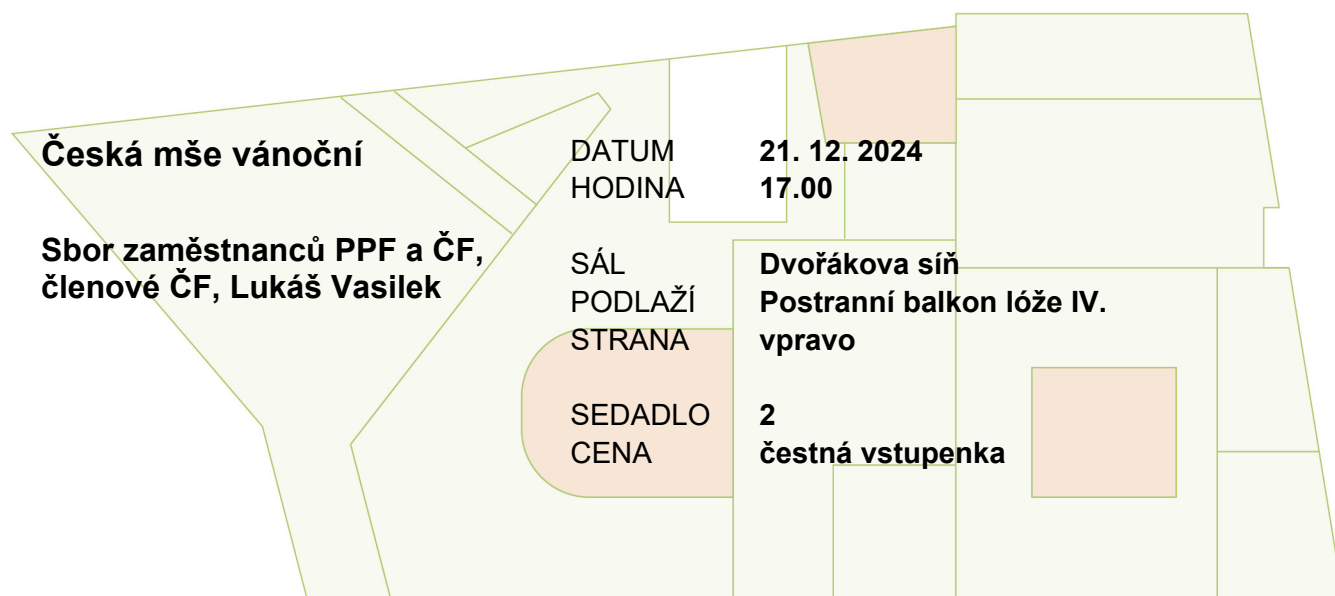 Česká mše vánoční
Sbor zaměstnanců PPF a ČF,
členové ČF, Lukáš Vasilek
DATUM 21. 12. 2024
HODINA 17.00
SÁL Dvořákova síň
PODLAŽÍ Postranní balkon lóže IV.
STRANA vpravo
SEDADLO 2
CENA čestná vstupenka